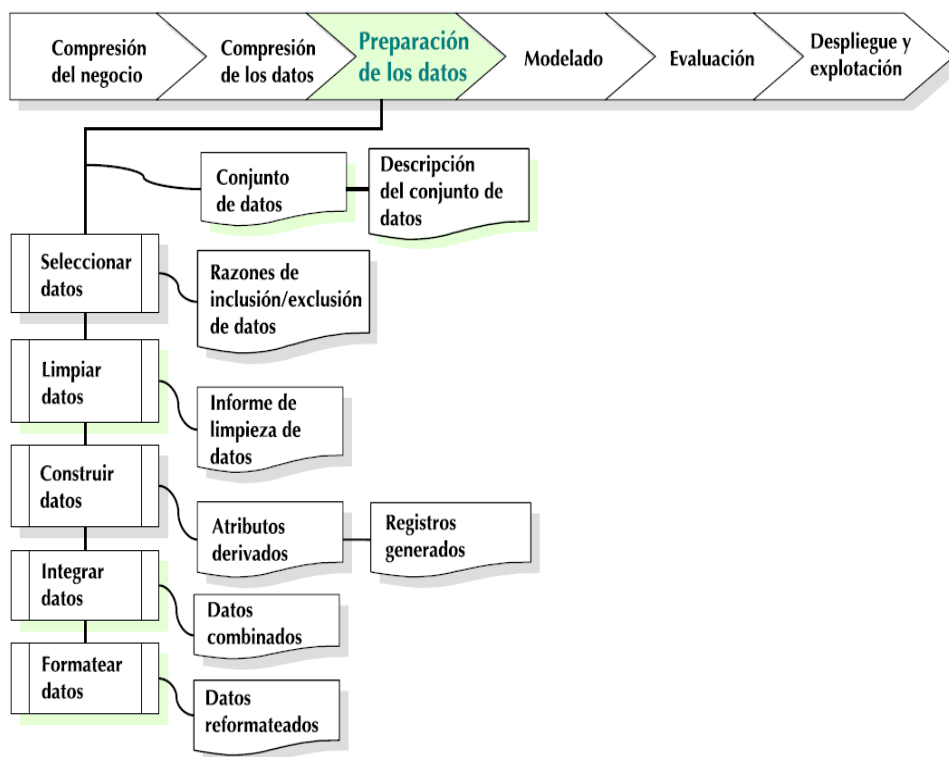 Compresión
del negocio
Compresión
de los datos
Preparación
de los datos
Modelado
Evaluación
Despliegue y
explotación
Conjunto
de datos
Descripción
del conjunto de
datos
Seleccionar
datos
Razones de
inclusión/exclusión
de datos
Limpiar
datos
Informe de
limpieza de
datos
Construir
datos
Atributos
derivados
Registros
generados
Integrar
datos
Datos
combinados
Formatear
datos
Datos
reformateados